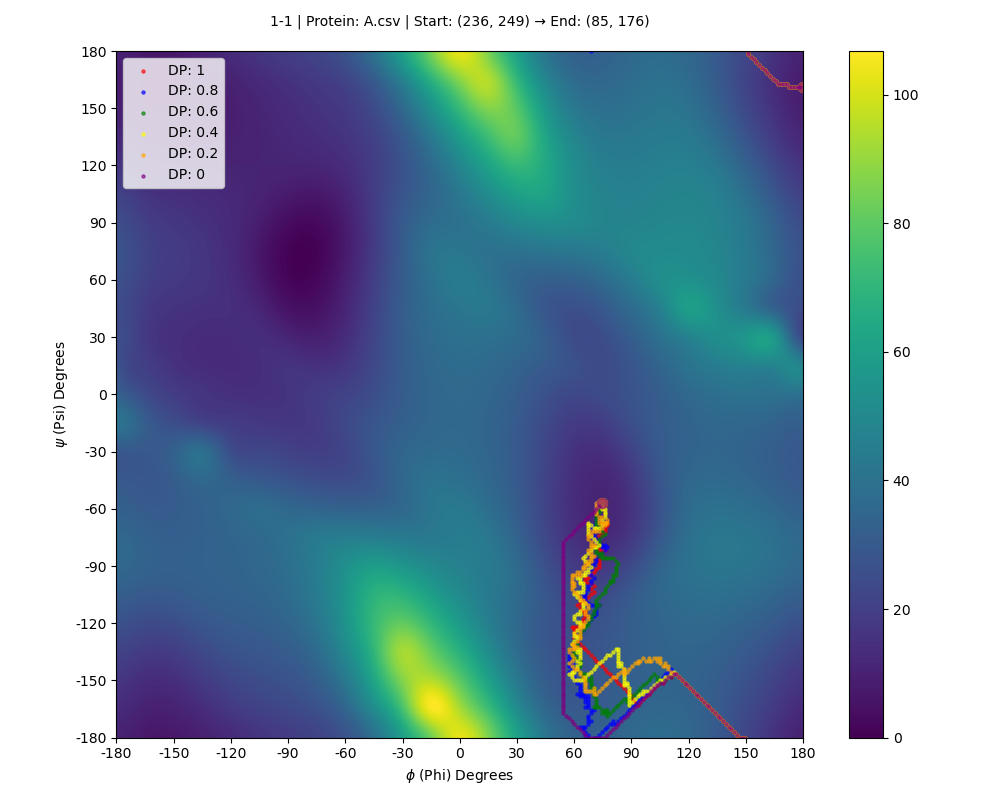 1-1 | Protein: A.csv | Start: (236, 249) → End: (85, 176)
DP: 1
DP: 0.8
DP: 0.6
DP: 0.4
DP: 0.2
DP: 0
180
150
120
90
60
30
0
-30
-60
-90
-120
-150
-180
ψ (Psi) Degrees
-180 -150 -120 -90 -60 -30 0 30 60 90 120 150 180
ϕ (Phi) Degrees
100
80
60
40
20
0